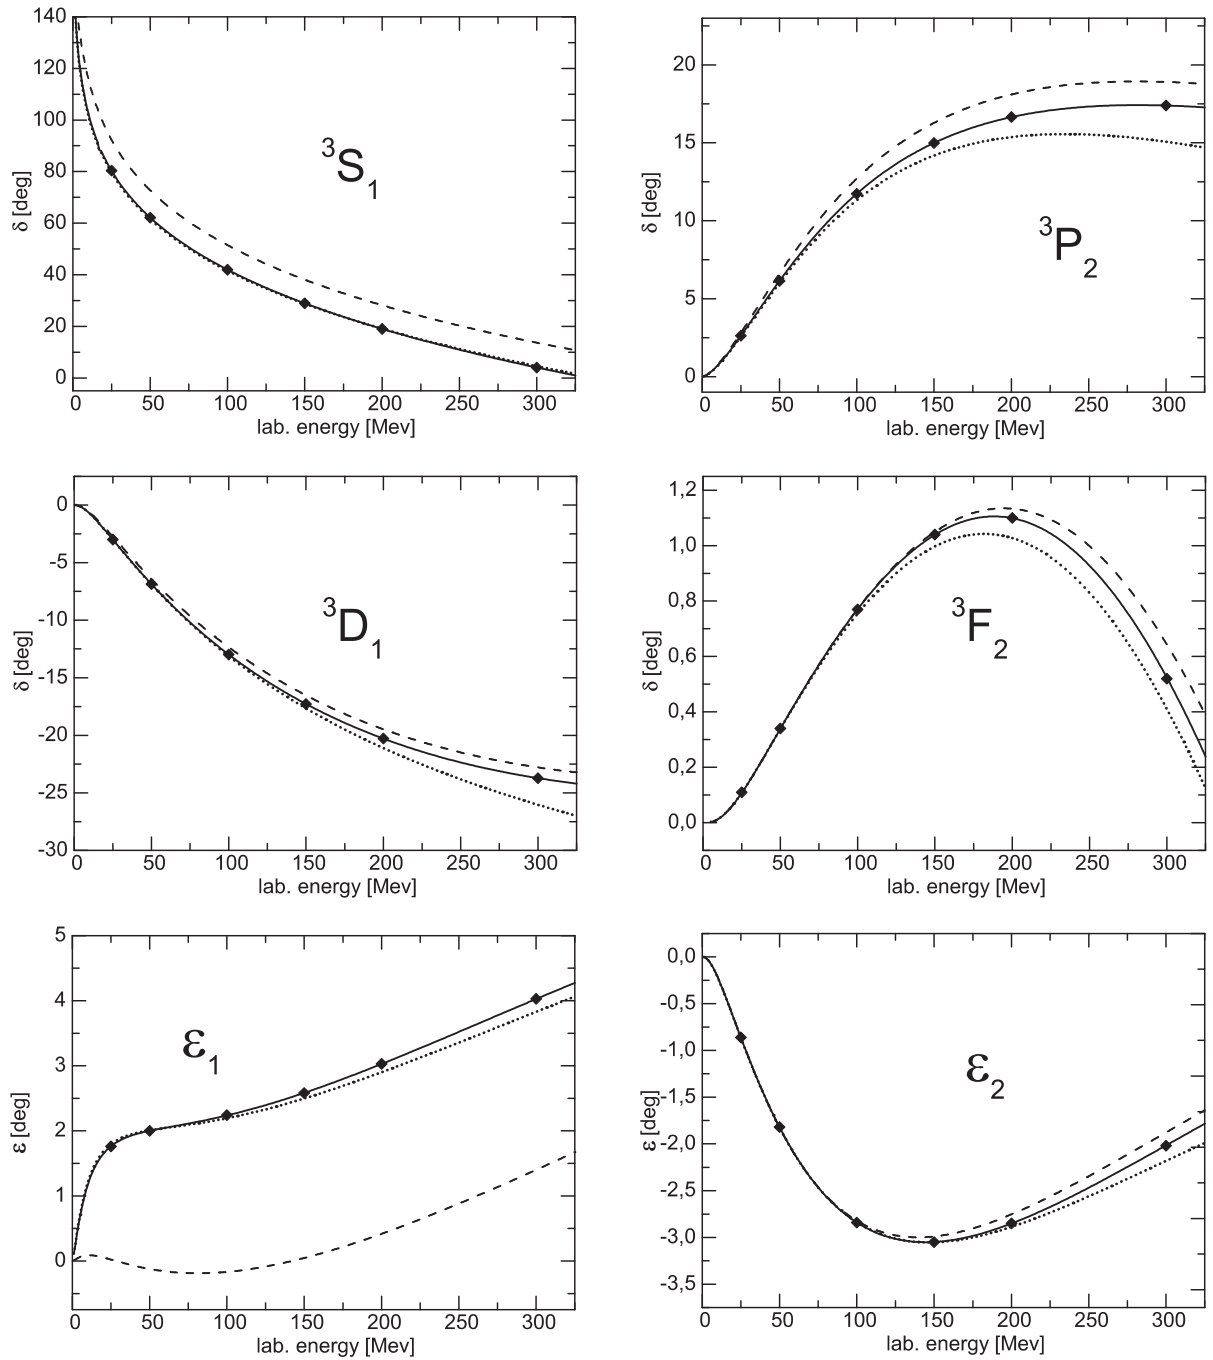 140
120
100
80
60
40
20
0
δ [deg]
³S₁
0 50 100 150 200 250 300
lab. energy [Mev]
20
15
10
5
0
δ [deg]
³P₂
0 50 100 150 200 250 300
lab. energy [Mev]
0
-5
-10
-15
-20
-25
-30
δ [deg]
³D₁
0 50 100 150 200 250 300
lab. energy [Mev]
1,2
1,0
0,8
0,6
0,4
0,2
0,0
δ [deg]
³F₂
0 50 100 150 200 250 300
lab. energy [Mev]
5
4
3
2
1
0
ε [deg]
ε₁
0 50 100 150 200 250 300
lab. energy [Mev]
0,0
-0,5
-1,0
-1,5
-2,0
-2,5
-3,0
-3,5
ε [deg]
ε₂
0 50 100 150 200 250 300
lab. energy [Mev]